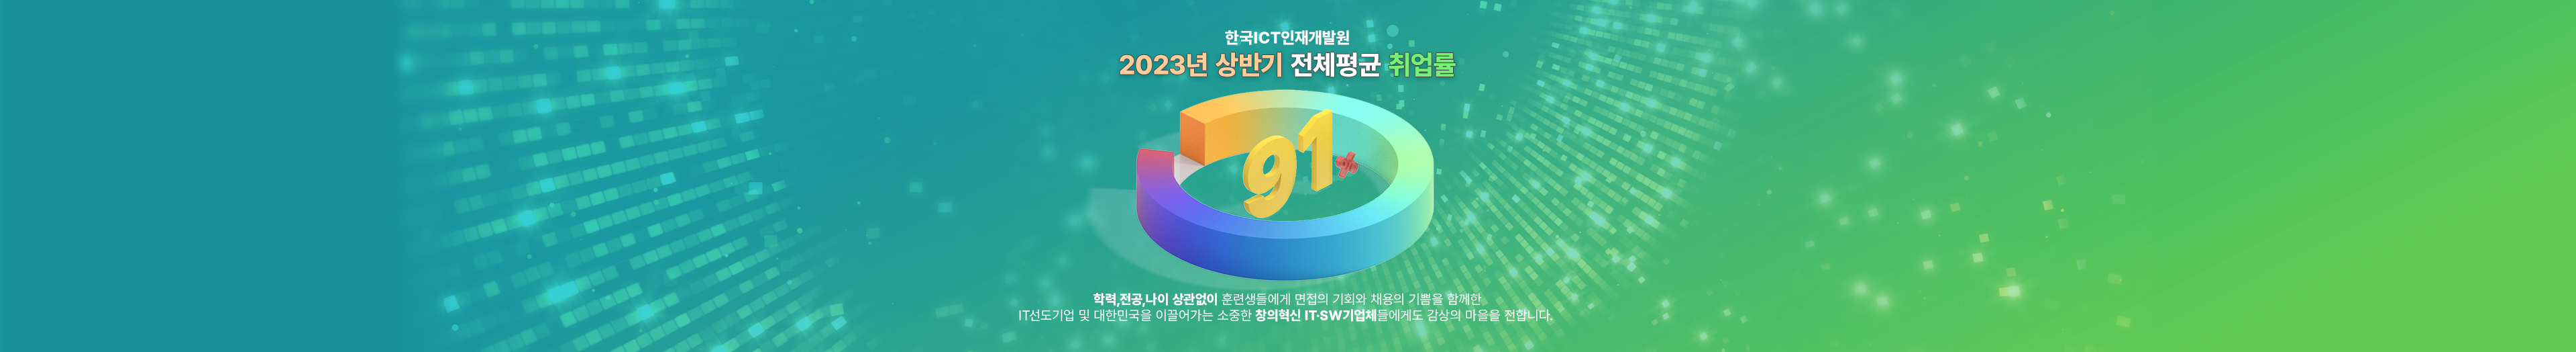 한국ICT인재개발원
2023년 상반기 전체평균 취업률
91%
학력,전공,나이 상관없이 훈련생들에게 면접의 기회와 채용의 기쁨을 함께한
IT선도기업 및 대한민국을 이끌어가는 소중한 창의혁신 IT·SW기업체들에게도 감상의 마을을 전합니다.